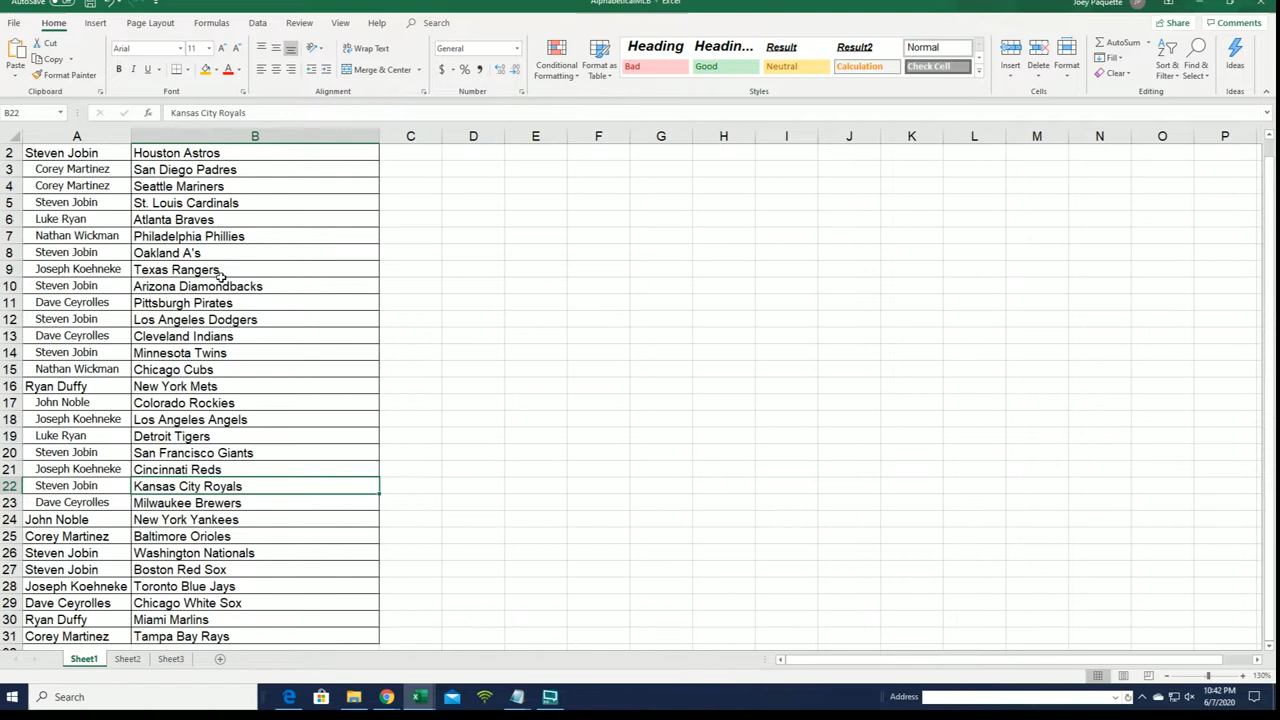 AutoSave Off AlphabeticalMLB - Excel Joey Paquette JP
File Home Insert Page Layout Formulas Data Review View Help Search Share Comments
Cut Copy Format Painter Paste Clipboard
Arial 11 A A B I U A Font
Wrap Text Merge & Center Alignment
General $ % Number
Conditional Formatting Format as Table
Heading Headin... Result Result2 Normal
Bad Good Neutral Calculation Check Cell
Styles
Insert Delete Format Cells
AutoSum Fill Clear Sort & Filter Find & Select Editing
Ideas Ideas
B22 fx Kansas City Royals
A B C D E F G H I J K L M N O P
2 Steven Jobin Houston Astros
3 Corey Martinez San Diego Padres
4 Corey Martinez Seattle Mariners
5 Steven Jobin St. Louis Cardinals
6 Luke Ryan Atlanta Braves
7 Nathan Wickman Philadelphia Phillies
8 Steven Jobin Oakland A's
9 Joseph Koehneke Texas Rangers
10 Steven Jobin Arizona Diamondbacks
11 Dave Ceyrolles Pittsburgh Pirates
12 Steven Jobin Los Angeles Dodgers
13 Dave Ceyrolles Cleveland Indians
14 Steven Jobin Minnesota Twins
15 Nathan Wickman Chicago Cubs
16 Ryan Duffy New York Mets
17 John Noble Colorado Rockies
18 Joseph Koehneke Los Angeles Angels
19 Luke Ryan Detroit Tigers
20 Steven Jobin San Francisco Giants
21 Joseph Koehneke Cincinnati Reds
22 Steven Jobin Kansas City Royals
23 Dave Ceyrolles Milwaukee Brewers
24 John Noble New York Yankees
25 Corey Martinez Baltimore Orioles
26 Steven Jobin Washington Nationals
27 Steven Jobin Boston Red Sox
28 Joseph Koehneke Toronto Blue Jays
29 Dave Ceyrolles Chicago White Sox
30 Ryan Duffy Miami Marlins
31 Corey Martinez Tampa Bay Rays
Sheet1 Sheet2 Sheet3
130%
Search Address 10:42 PM
6/7/2020